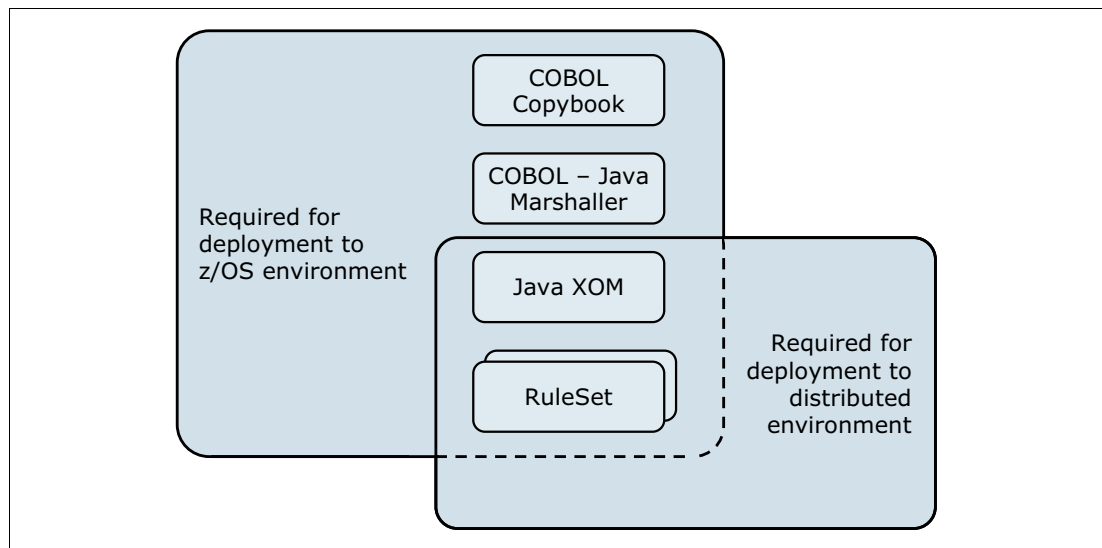 COBOL
Copybook
COBOL – Java
Marshaller
Required for
deployment to
z/OS environment
Java XOM
Required for
deployment to
distributed
environment
RuleSet